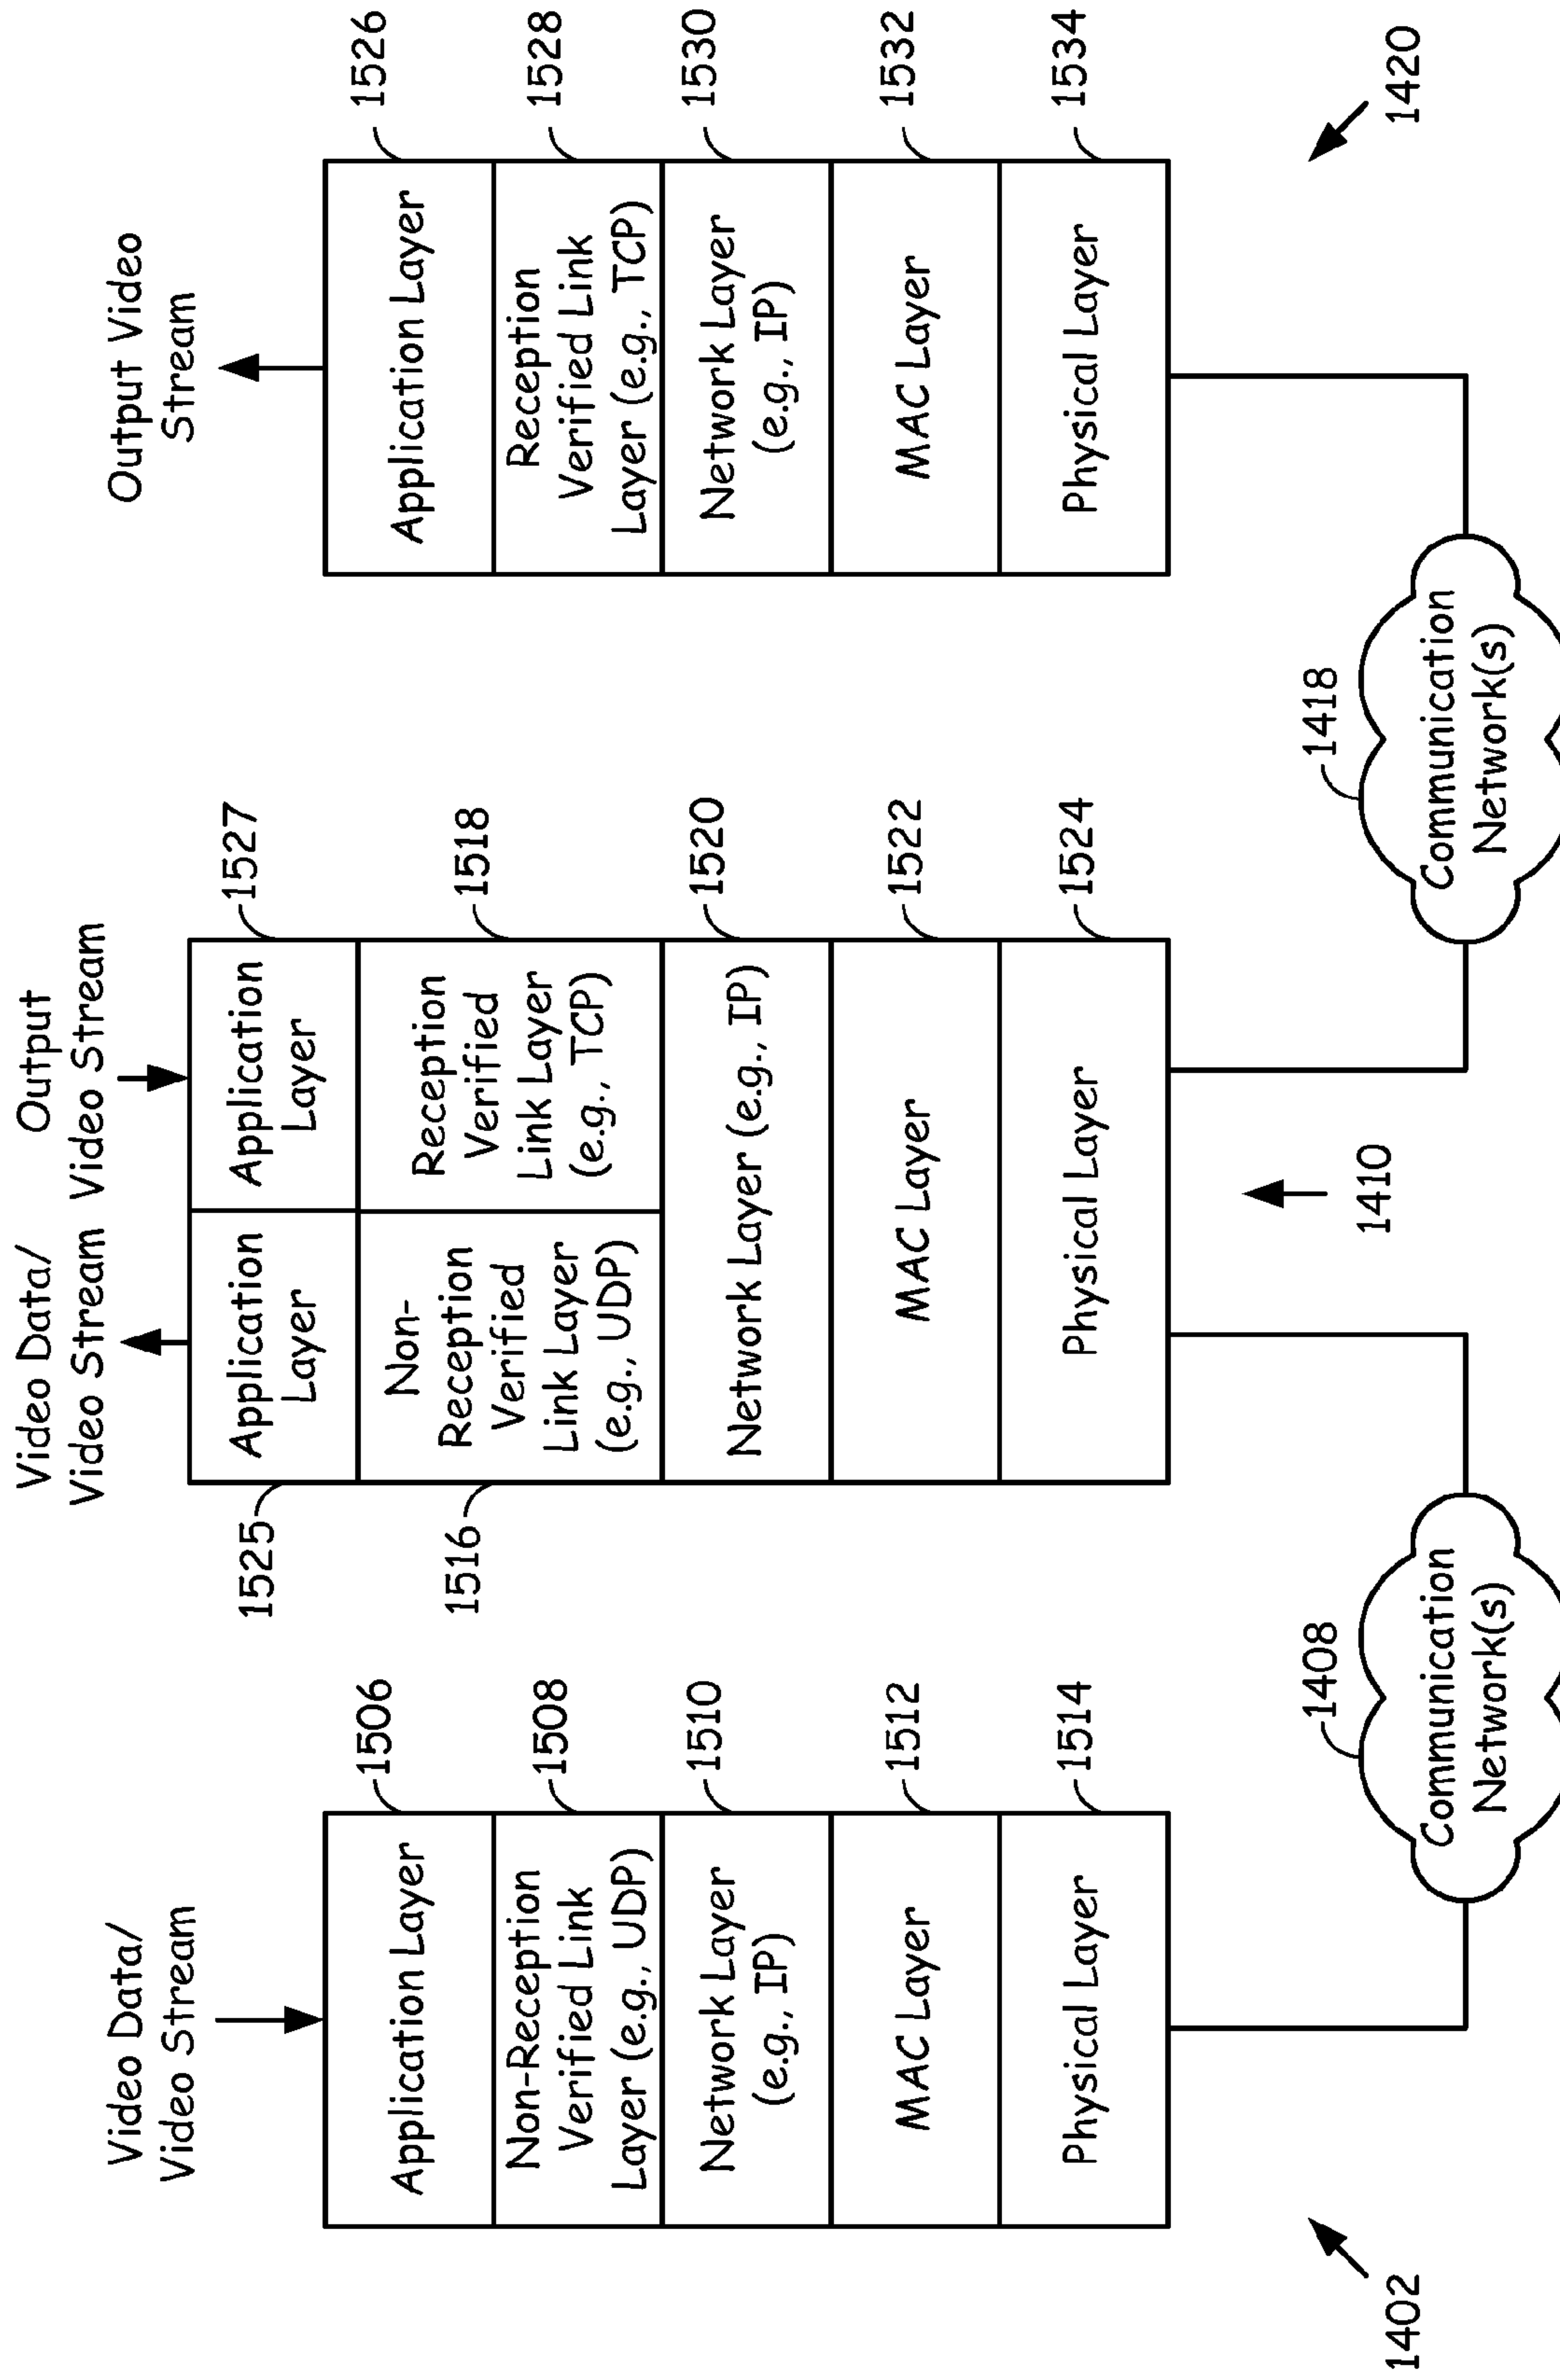 Video Data/
Video Stream
Application Layer
1506
Non-Reception
Verified Link
Layer (e.g., UDP)
1508
Network Layer
(e.g., IP)
1510
MAC Layer
1512
Physical Layer
1514
1402
Communication
Network(s)
1408
Video Data/
Video Stream
Output
Video Stream
1525
Application
Layer
Application
Layer
1527
1516
Non-
Reception
Verified
Link Layer
(e.g., UDP)
Reception
Verified
Link Layer
(e.g., TCP)
1518
Network Layer (e.g., IP)
1520
MAC Layer
1522
Physical Layer
1524
1410
Communication
Network(s)
1418
Output Video
Stream
Application Layer
1526
Reception
Verified Link
Layer (e.g., TCP)
1528
Network Layer
(e.g., IP)
1530
MAC Layer
1532
Physical Layer
1534
1420